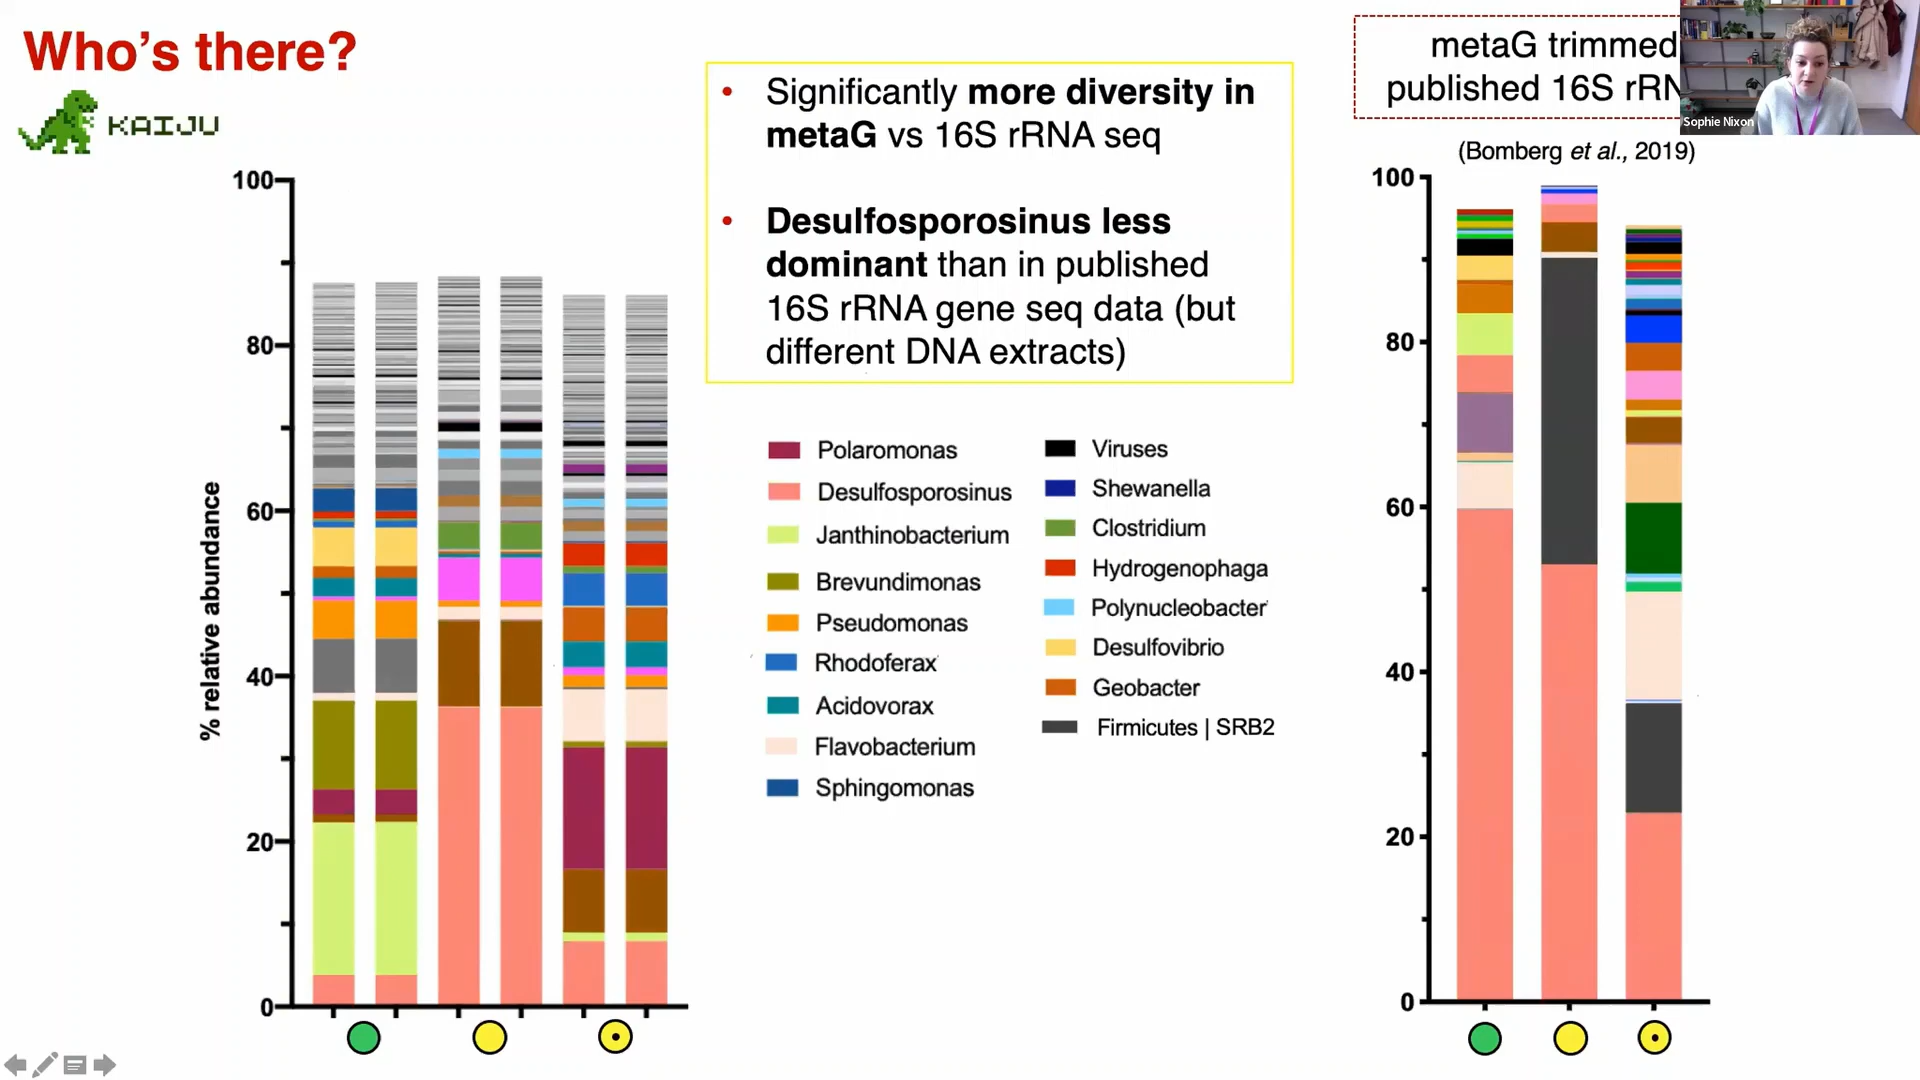 Who's there?
KAIJU
Significantly more diversity in
metaG vs 16S rRNA seq
Desulfosporosinus less
dominant than in published
16S rRNA gene seq data (but
different DNA extracts)
metaG trimmed
published 16S
(Bomberg et al., 2019)
Sophie Nixon
% relative abundance
100
80
60
40
20
0
Polaromonas
Desulfosporosinus
Janthinobacterium
Brevundimonas
Pseudomonas
Rhodoferax
Acidovorax
Flavobacterium
Sphingomonas
Viruses
Shewanella
Clostridium
Hydrogenophaga
Polynucleobacter
Desulfovibrio
Geobacter
Firmicutes | SRB2
100
80
60
40
20
0